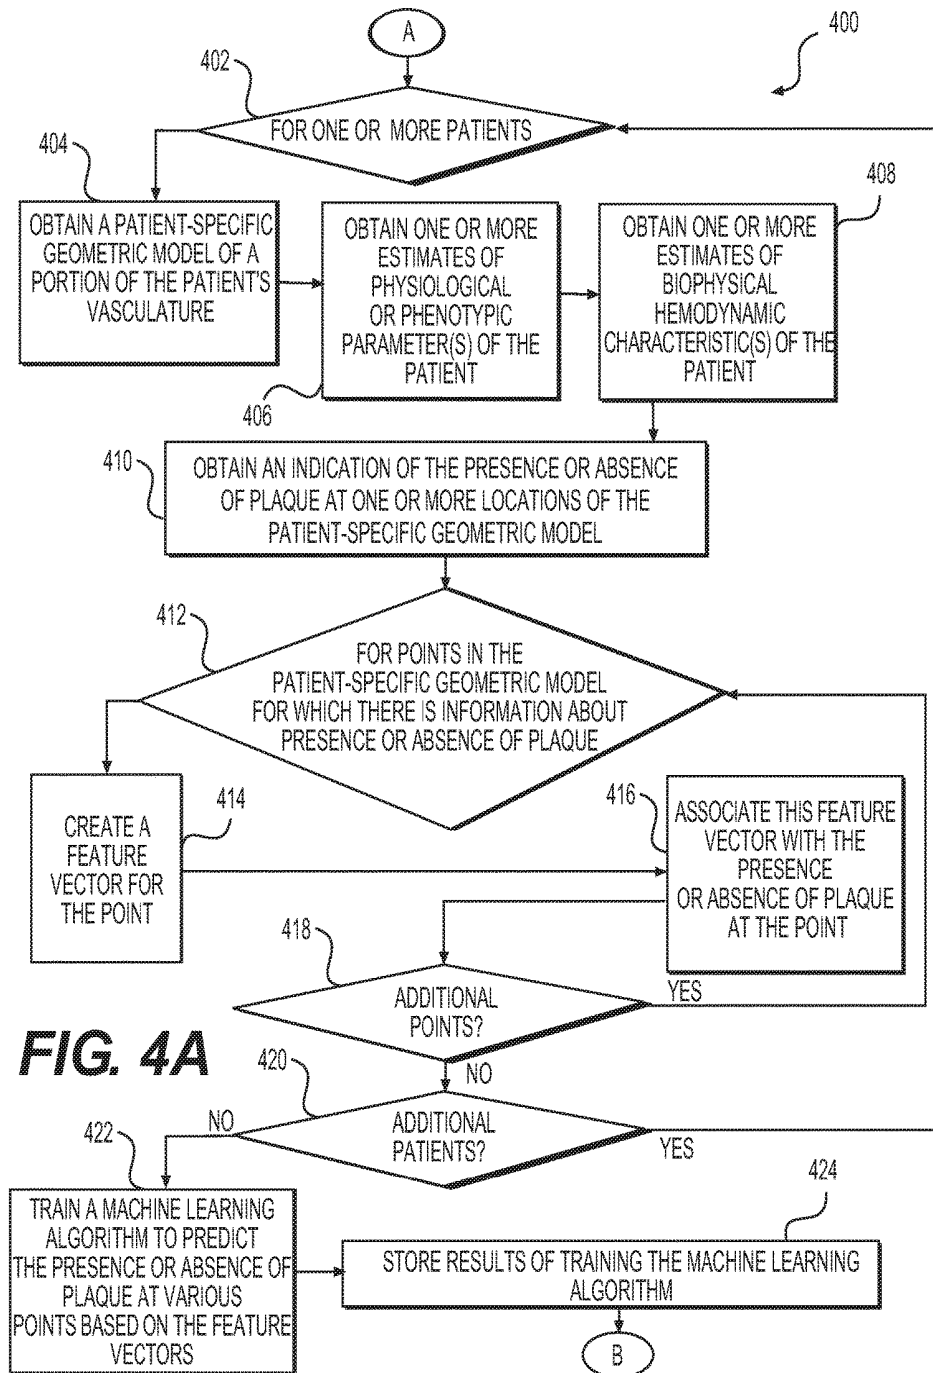 A
400
402
FOR ONE OR MORE PATIENTS
404
OBTAIN A PATIENT-SPECIFIC
GEOMETRIC MODEL OF A
PORTION OF THE PATIENT'S
VASCULATURE
OBTAIN ONE OR MORE
ESTIMATES OF
PHYSIOLOGICAL
OR PHENOTYPIC
PARAMETER(S) OF THE
PATIENT
406
408
OBTAIN ONE OR MORE
ESTIMATES OF
BIOPHYSICAL
HEMODYNAMIC
CHARACTERISTIC(S) OF THE
PATIENT
410
OBTAIN AN INDICATION OF THE PRESENCE OR ABSENCE
OF PLAQUE AT ONE OR MORE LOCATIONS OF THE
PATIENT-SPECIFIC GEOMETRIC MODEL
412
FOR POINTS IN THE
PATIENT-SPECIFIC GEOMETRIC MODEL
FOR WHICH THERE IS INFORMATION ABOUT
PRESENCE OR ABSENCE OF PLAQUE
414
CREATE A
FEATURE
VECTOR FOR
THE POINT
416
ASSOCIATE THIS FEATURE
VECTOR WITH THE
PRESENCE
OR ABSENCE OF PLAQUE
AT THE POINT
418
ADDITIONAL
POINTS?
YES
NO
FIG. 4A
420
ADDITIONAL
PATIENTS?
NO
YES
422
TRAIN A MACHINE LEARNING
ALGORITHM TO PREDICT
THE PRESENCE OR ABSENCE OF
PLAQUE AT VARIOUS
POINTS BASED ON THE FEATURE
VECTORS
424
STORE RESULTS OF TRAINING THE MACHINE LEARNING
ALGORITHM
B